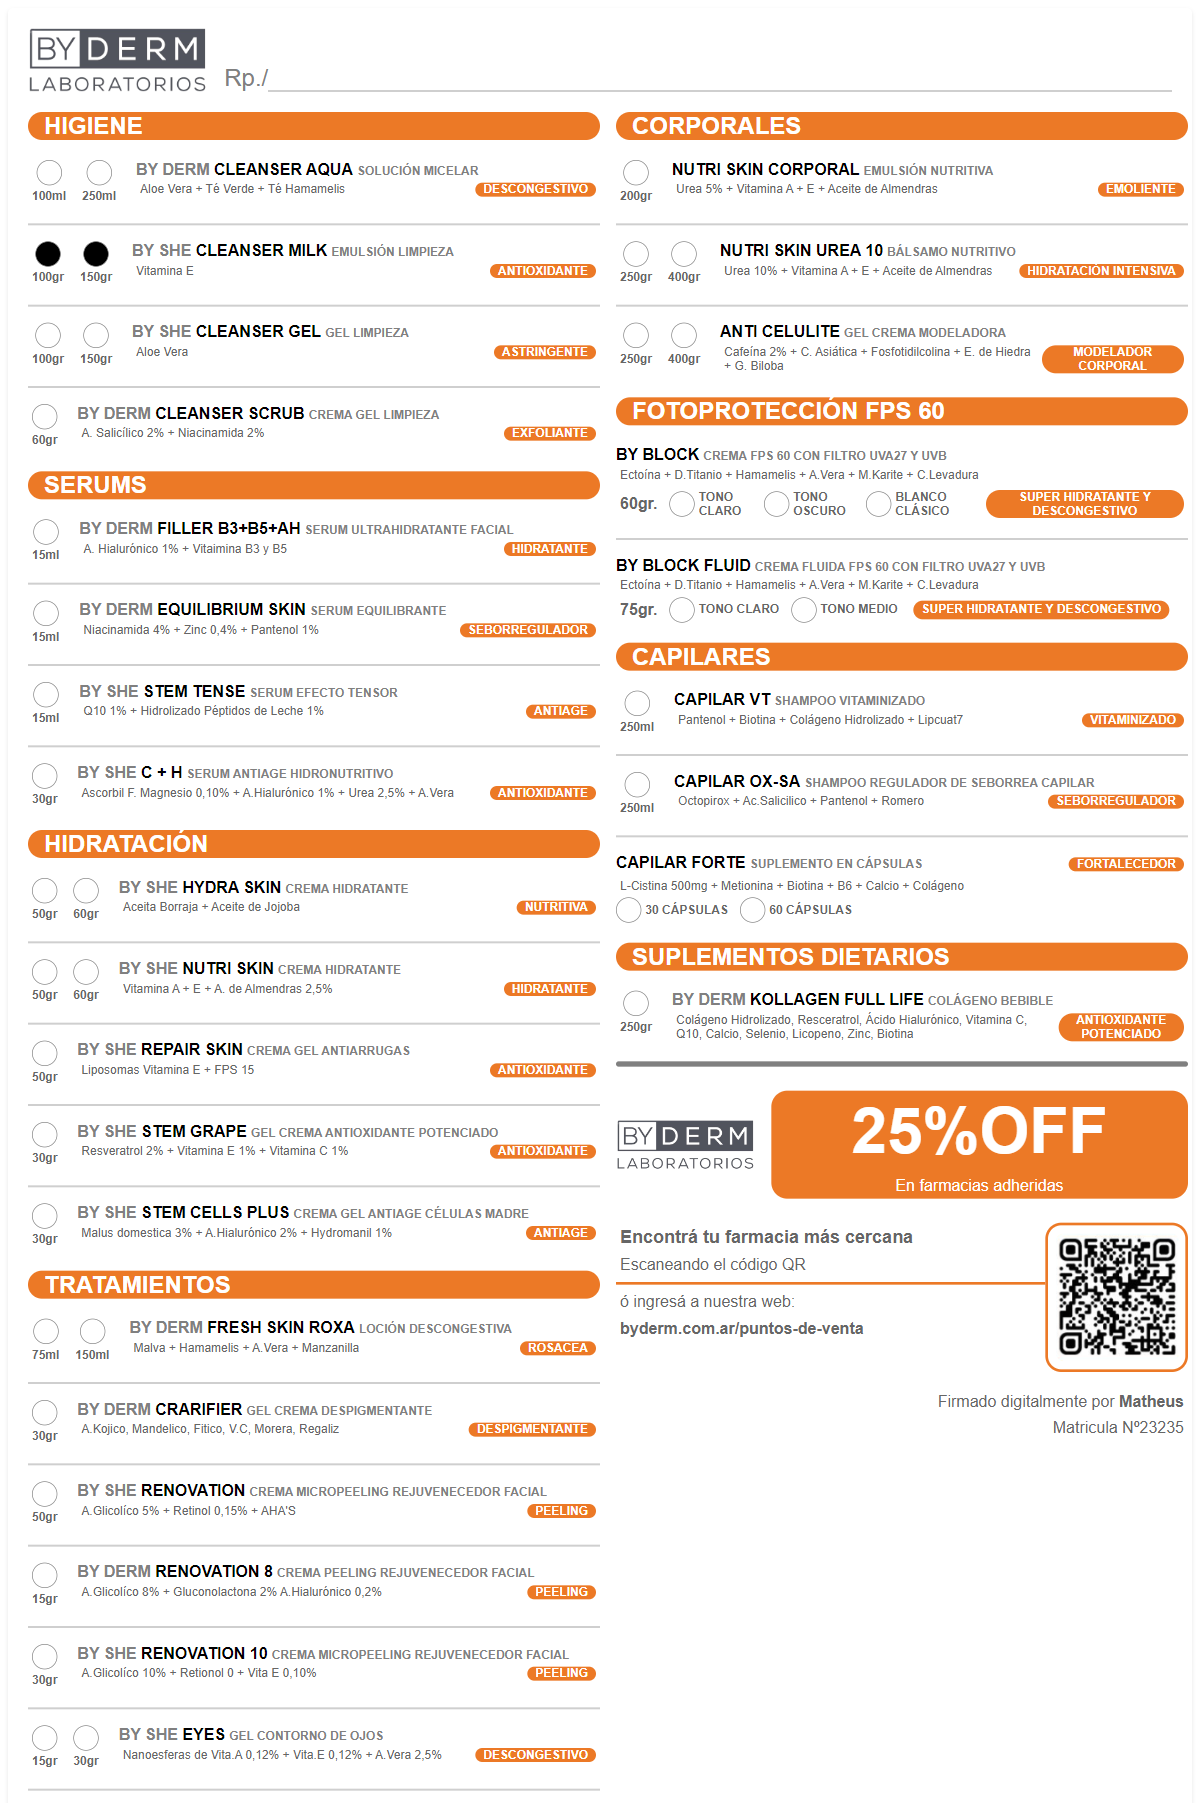 BY DERM
LABORATORIOS
Rp./
HIGIENE
100ml 250ml
BY DERM CLEANSER AQUA SOLUCIÓN MICELAR
Aloe Vera + Té Verde + Té Hamamelis
DESCONGESTIVO
100gr 150gr
BY SHE CLEANSER MILK EMULSIÓN LIMPIEZA
Vitamina E
ANTIOXIDANTE
100gr 150gr
BY SHE CLEANSER GEL GEL LIMPIEZA
Aloe Vera
ASTRINGENTE
60gr
BY DERM CLEANSER SCRUB CREMA GEL LIMPIEZA
A. Salicílico 2% + Niacinamida 2%
EXFOLIANTE
SERUMS
15ml
BY DERM FILLER B3+B5+AH SERUM ULTRAHIDRATANTE FACIAL
A. Hialurónico 1% + Vitaimina B3 y B5
HIDRATANTE
15ml
BY DERM EQUILIBRIUM SKIN SERUM EQUILIBRANTE
Niacinamida 4% + Zinc 0,4% + Pantenol 1%
SEBORREGULADOR
15ml
BY SHE STEM TENSE SERUM EFECTO TENSOR
Q10 1% + Hidrolizado Péptidos de Leche 1%
ANTIAGE
30gr
BY SHE C + H SERUM ANTIAGE HIDRONUTRITIVO
Ascorbil F. Magnesio 0,10% + A.Hialurónico 1% + Urea 2,5% + A.Vera
ANTIOXIDANTE
HIDRATACIÓN
50gr 60gr
BY SHE HYDRA SKIN CREMA HIDRATANTE
Aceita Borraja + Aceite de Jojoba
NUTRITIVA
50gr 60gr
BY SHE NUTRI SKIN CREMA HIDRATANTE
Vitamina A + E + A. de Almendras 2,5%
HIDRATANTE
50gr
BY SHE REPAIR SKIN CREMA GEL ANTIARRUGAS
Liposomas Vitamina E + FPS 15
ANTIOXIDANTE
30gr
BY SHE STEM GRAPE GEL CREMA ANTIOXIDANTE POTENCIADO
Resveratrol 2% + Vitamina E 1% + Vitamina C 1%
ANTIOXIDANTE
30gr
BY SHE STEM CELLS PLUS CREMA GEL ANTIAGE CÉLULAS MADRE
Malus domestica 3% + A.Hialurónico 2% + Hydromanil 1%
ANTIAGE
TRATAMIENTOS
75ml 150ml
BY DERM FRESH SKIN ROXA LOCIÓN DESCONGESTIVA
Malva + Hamamelis + A.Vera + Manzanilla
ROSACEA
30gr
BY DERM CRARIFIER GEL CREMA DESPIGMENTANTE
A.Kojico, Mandelico, Fitico, V.C, Morera, Regaliz
DESPIGMENTANTE
50gr
BY SHE RENOVATION CREMA MICROPEELING REJUVENECEDOR FACIAL
A.Glicolíco 5% + Retinol 0,15% + AHA'S
PEELING
15gr
BY DERM RENOVATION 8 CREMA PEELING REJUVENECEDOR FACIAL
A.Glicolíco 8% + Gluconolactona 2% A.Hialurónico 0,2%
PEELING
30gr
BY SHE RENOVATION 10 CREMA MICROPEELING REJUVENECEDOR FACIAL
A.Glicolíco 10% + Retionol 0 + Vita E 0,10%
PEELING
15gr 30gr
BY SHE EYES GEL CONTORNO DE OJOS
Nanoesferas de Vita.A 0,12% + Vita.E 0,12% + A.Vera 2,5%
DESCONGESTIVO
CORPORALES
200gr
NUTRI SKIN CORPORAL EMULSIÓN NUTRITIVA
Urea 5% + Vitamina A + E + Aceite de Almendras
EMOLIENTE
250gr 400gr
NUTRI SKIN UREA 10 BÁLSAMO NUTRITIVO
Urea 10% + Vitamina A + E + Aceite de Almendras
HIDRATACIÓN INTENSIVA
250gr 400gr
ANTI CELULITE GEL CREMA MODELADORA
Cafeína 2% + C. Asiática + Fosfotidilcolina + E. de Hiedra
+ G. Biloba
MODELADOR
CORPORAL
FOTOPROTECCIÓN FPS 60
BY BLOCK CREMA FPS 60 CON FILTRO UVA27 Y UVB
Ectoína + D.Titanio + Hamamelis + A.Vera + M.Karite + C.Levadura
60gr.
TONO
CLARO
TONO
OSCURO
BLANCO
CLÁSICO
SUPER HIDRATANTE Y
DESCONGESTIVO
BY BLOCK FLUID CREMA FLUIDA FPS 60 CON FILTRO UVA27 Y UVB
Ectoína + D.Titanio + Hamamelis + A.Vera + M.Karite + C.Levadura
75gr. TONO CLARO TONO MEDIO SUPER HIDRATANTE Y DESCONGESTIVO
CAPILARES
250ml
CAPILAR VT SHAMPOO VITAMINIZADO
Pantenol + Biotina + Colágeno Hidrolizado + Lipcuat7
VITAMINIZADO
250ml
CAPILAR OX-SA SHAMPOO REGULADOR DE SEBORREA CAPILAR
Octopirox + Ac.Salicilico + Pantenol + Romero
SEBORREGULADOR
CAPILAR FORTE SUPLEMENTO EN CÁPSULAS
FORTALECEDOR
L-Cistina 500mg + Metionina + Biotina + B6 + Calcio + Colágeno
30 CÁPSULAS 60 CÁPSULAS
SUPLEMENTOS DIETARIOS
250gr
BY DERM KOLLAGEN FULL LIFE COLÁGENO BEBIBLE
Colágeno Hidrolizado, Resceratrol, Ácido Hialurónico, Vitamina C,
Q10, Calcio, Selenio, Licopeno, Zinc, Biotina
ANTIOXIDANTE
POTENCIADO
BY DERM
LABORATORIOS
25%OFF
En farmacias adheridas
Encontrá tu farmacia más cercana
Escaneando el código QR
ó ingresá a nuestra web:
byderm.com.ar/puntos-de-venta
Firmado digitalmente por Matheus
Matricula Nº23235